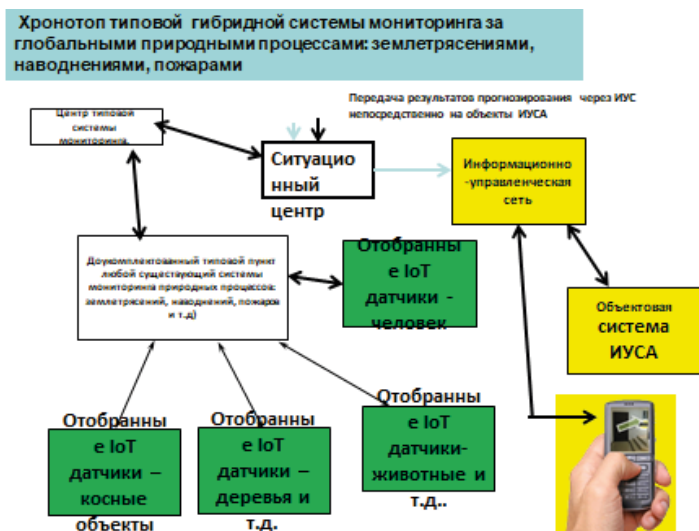 Хронотоп типовой гибридной системы мониторинга за
глобальными природными процессами: землетрясениями,
наводнениями, пожарами
Передача результатов прогнозирования через ИУС
непосредственно на объекты ИУСА
Центр типовой
системы
мониторинга.
Ситуацио
нный
центр
Информационно
-управленческая
сеть
Доукомплектованный типовой пункт
любой существующий системы
мониторинга природных процессов:
землетрясений, наводнений, пожаров
и т.д)
Отобранны
е IoT
датчики -
человек
Объектовая
система
ИУСА
Отобранны
е IoT
датчики –
косные
объекты
Отобранны
е IoT
датчики –
деревья и
т.д.
Отобранны
е IoT
датчики-
животные и
т.д..